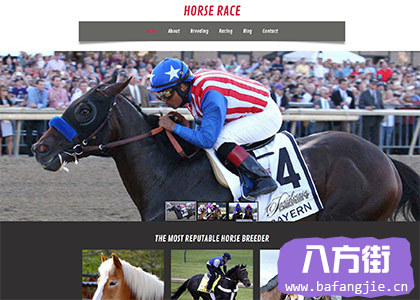 HORSE RACE
Home About Breeding Racing Blog Contact
4
BAYERN
THE MOST REPUTABLE HORSE BREEDER
八方街
www.bafangjie.cn